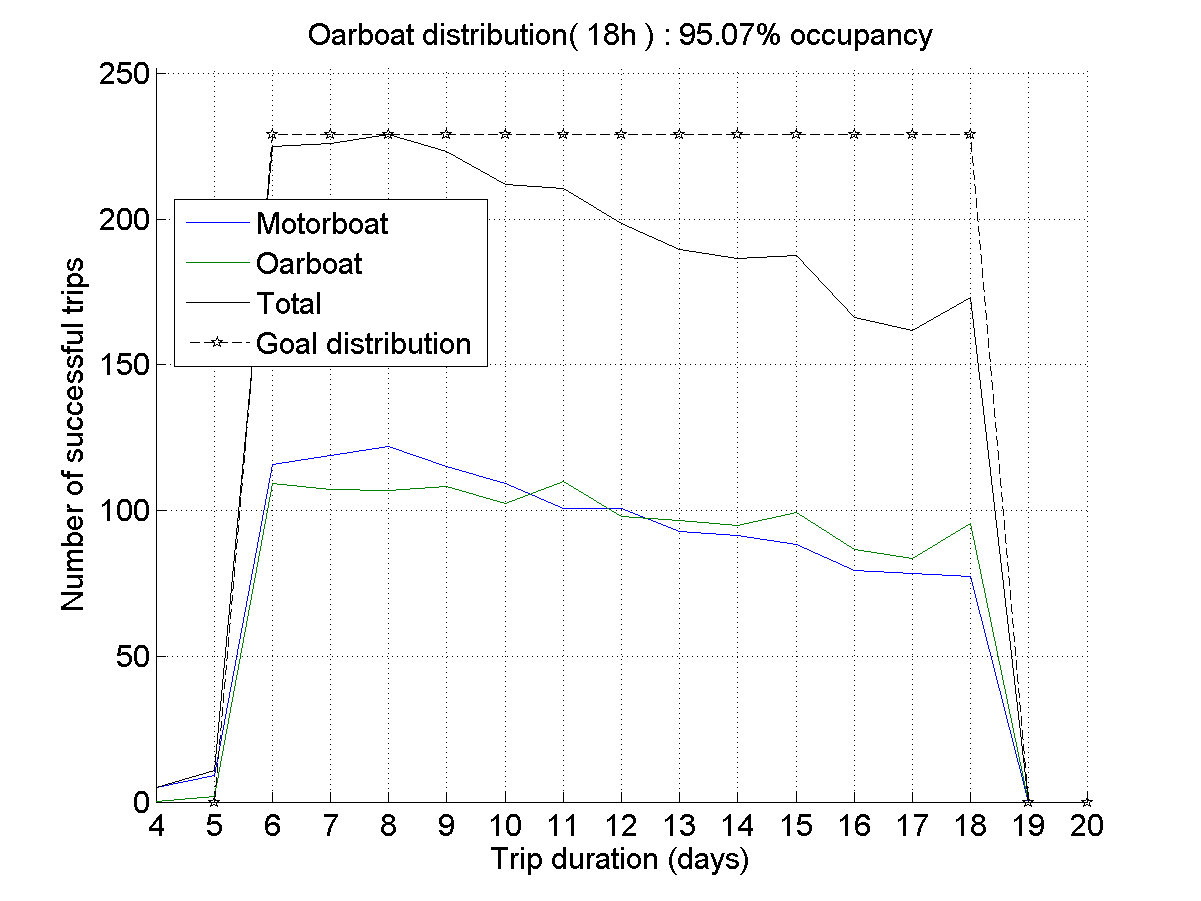 Oarboat distribution( 18h ) : 95.07% occupancy
250
200
150
100
50
0
Number of successful trips
Motorboat
Oarboat
Total
Goal distribution
4 5 6 7 8 9 10 11 12 13 14 15 16 17 18 19 20
Trip duration (days)